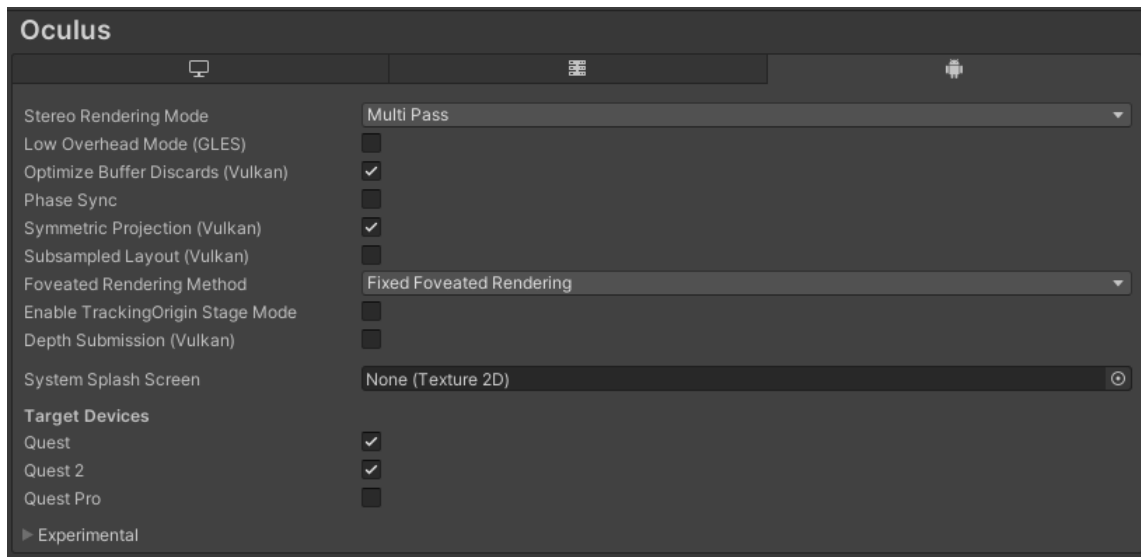 Oculus
Stereo Rendering Mode Multi Pass
Low Overhead Mode (GLES)
Optimize Buffer Discards (Vulkan)
Phase Sync
Symmetric Projection (Vulkan)
Subsampled Layout (Vulkan)
Foveated Rendering Method Fixed Foveated Rendering
Enable TrackingOrigin Stage Mode
Depth Submission (Vulkan)
System Splash Screen None (Texture 2D)
Target Devices
Quest
Quest 2
Quest Pro
Experimental